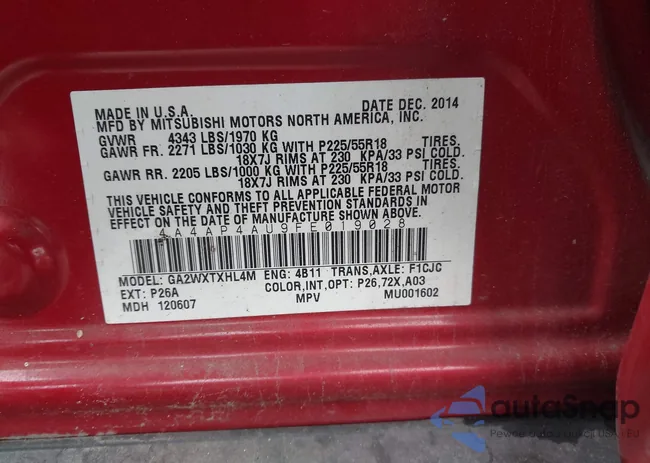 MADE IN U.S.A. DATE DEC. 2014
MFD BY MITSUBISHI MOTORS NORTH AMERICA, INC.
GVWR 4343 LBS/1970 KG
GAWR FR. 2271 LBS/1030 KG WITH P225/55R18 TIRES.
18X7J RIMS AT 230 KPA/33 PSI COLD.
GAWR RR. 2205 LBS/1000 KG WITH P225/55R18 TIRES.
18X7J RIMS AT 230 KPA/33 PSI COLD.
THIS VEHICLE CONFORMS TO ALL APPLICABLE FEDERAL MOTOR
VEHICLE SAFETY AND THEFT PREVENTION STANDARDS IN
EFFECT ON THE DATE OF MANUFACTURE SHOWN ABOVE.
4A4AP4AU9FE019028
MODEL: GA2WXTXHL4M ENG: 4B11 TRANS,AXLE: F1CJC
EXT: P26A COLOR,INT,OPT: P26,72X,A03
MDH 120607 MPV MU001602
autoSnap